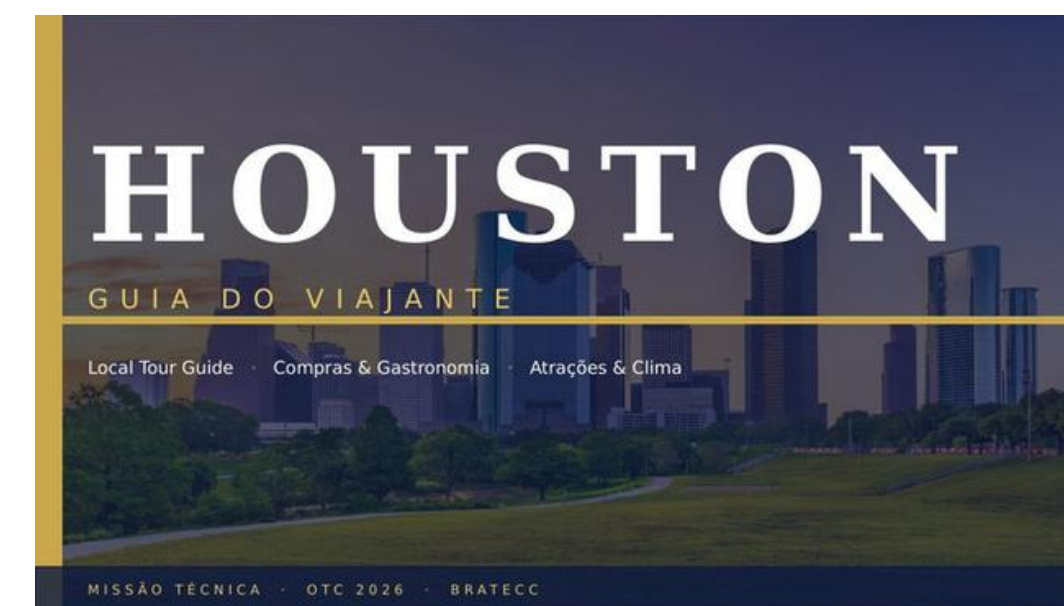 HOUSTON
GUIA DO VIAJANTE
Local Tour Guide · Compras & Gastronomia · Atrações & Clima
MISSÃO TÉCNICA · OTC 2026 · BRATECC